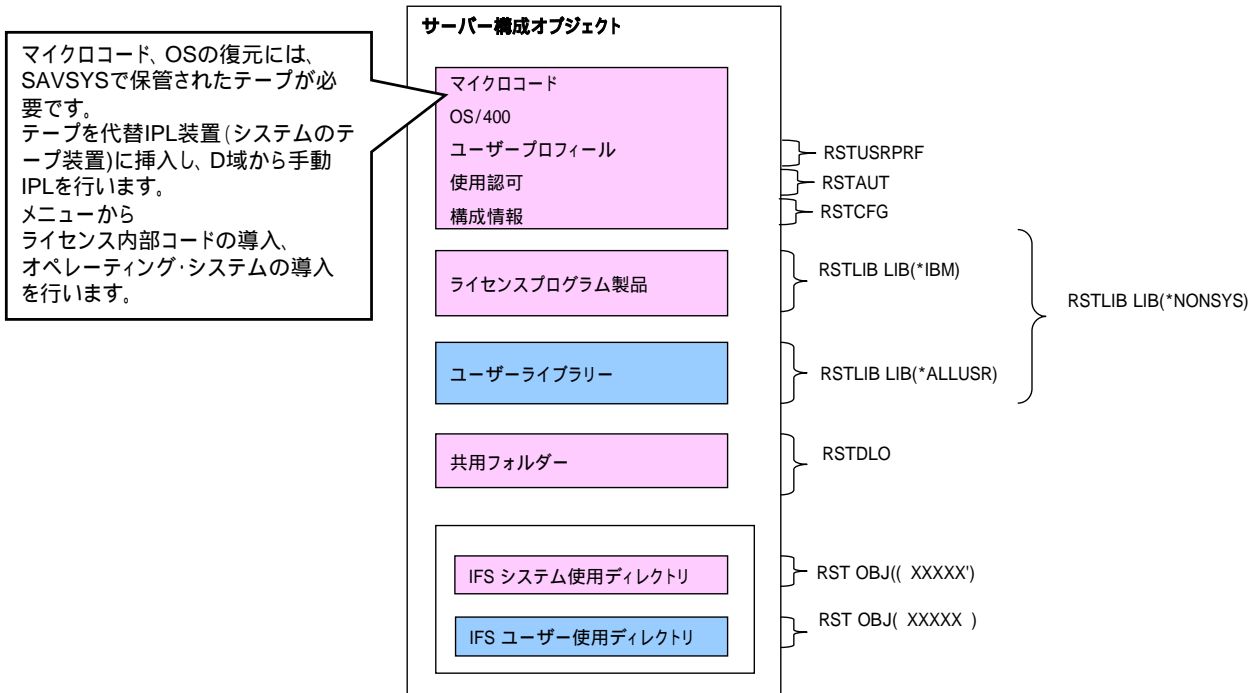 サーバー構成オプジェクト
マイクロコード、OSの復元には、
SAVSYSで保管されたテープが必
要です。
テープを代替IPL装置(システムのテ
ープ装置)に挿入し、D域から手動
IPLを行います。
メニューから
ライセンス内部コードの導入、
オペレーティング・システムの導入
を行います。
マイクロコード
OS/400
ユーザープロフィール
使用認可
構成情報
RSTUSRPRF
RSTAUT
RSTCFG
ライセンスプログラム製品
RSTLIB LIB(*IBM)
RSTLIB LIB(*NONSYS)
ユーザーライブラリー
RSTLIB LIB(*ALLUSR)
共用フォルダー
RSTDLO
IFS システム使用ディレクトリ
RST OBJ(( XXXXX')
IFS ユーザー使用ディレクトリ
RST OBJ( XXXXX )